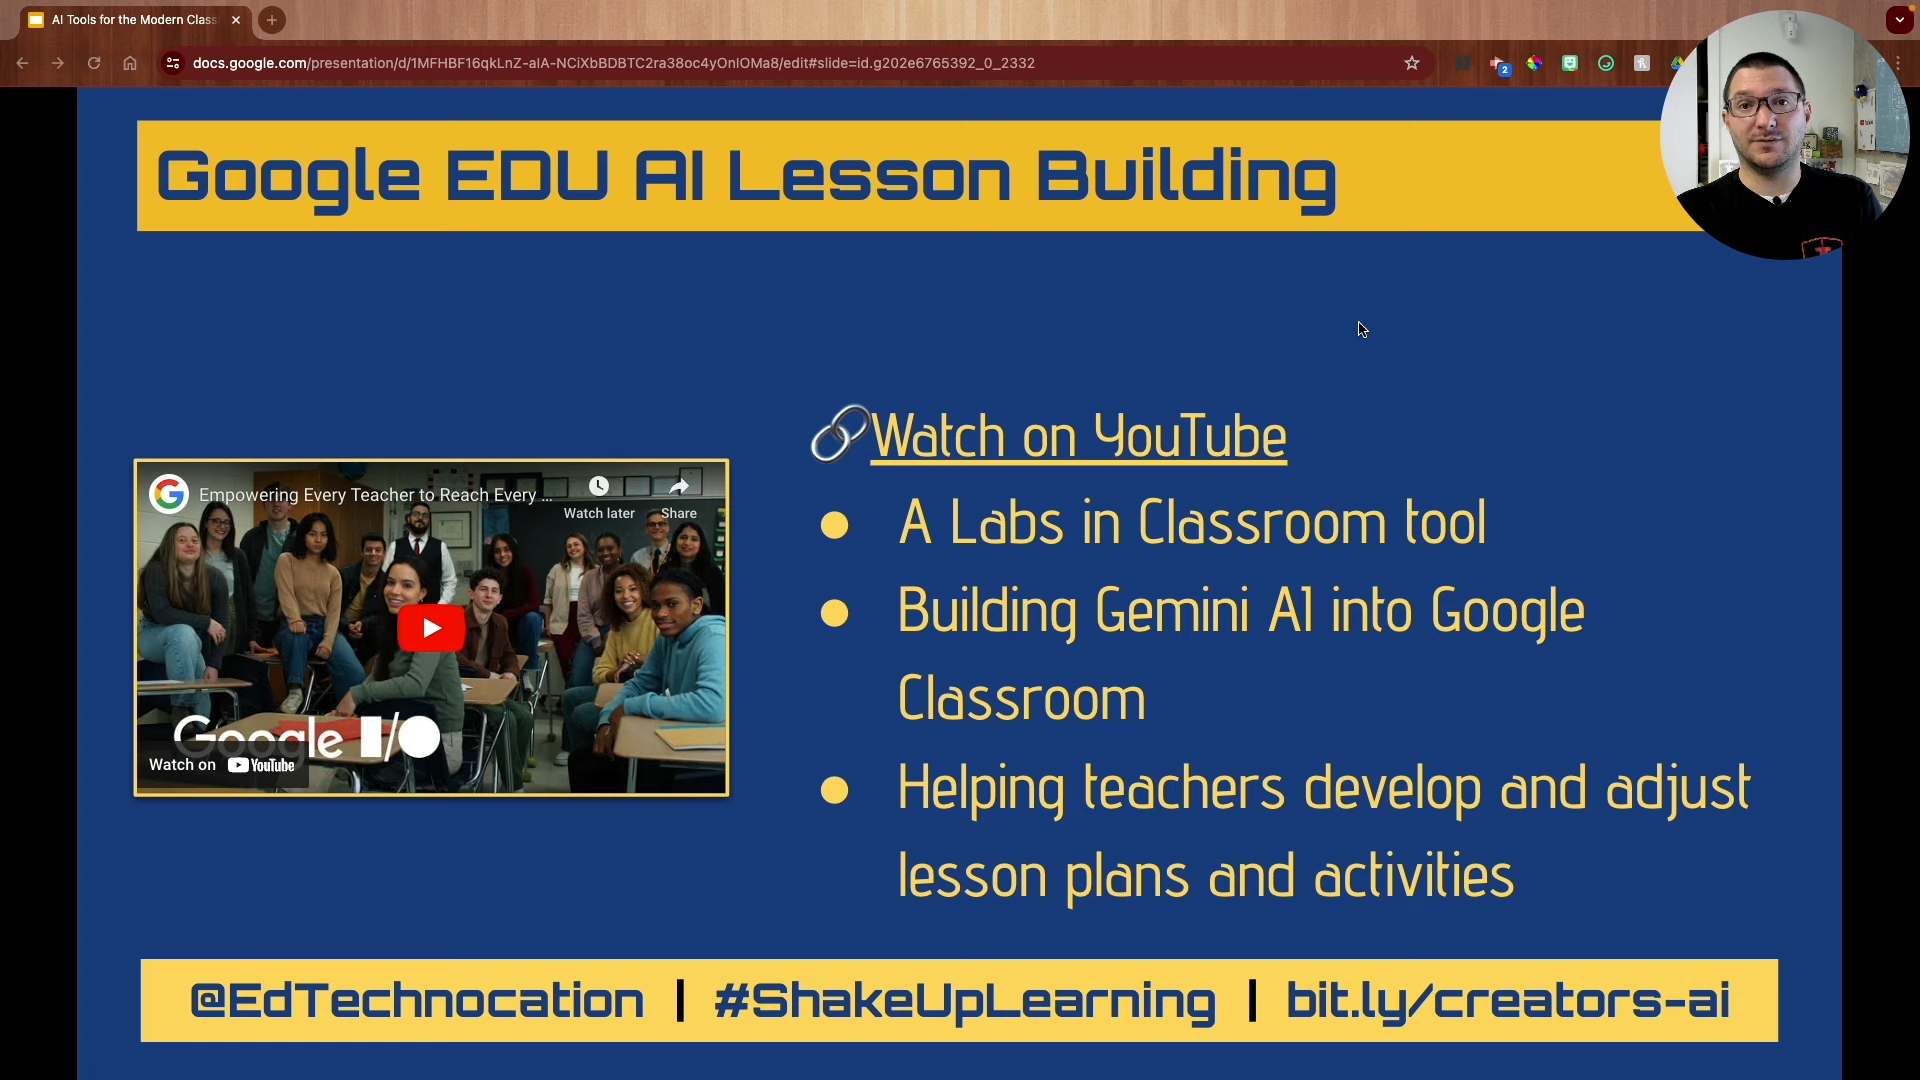 AI Tools for the Modern Class
docs.google.com/presentation/d/1MFHBF16qkLnZ-aIA-NCiXbBDBTC2ra38oc4yOnIOMa8/edit#slide=id.g202e6765392_0_2332
2
Google EDU AI Lesson Building
Empowering Every Teacher to Reach Every ...
Watch later
Share
Google I/O
Watch on YouTube
🔗Watch on YouTube
● A Labs in Classroom tool
● Building Gemini AI into Google
Classroom
● Helping teachers develop and adjust
lesson plans and activities
@EdTechnocation | #ShakeUpLearning | bit.ly/creators-ai